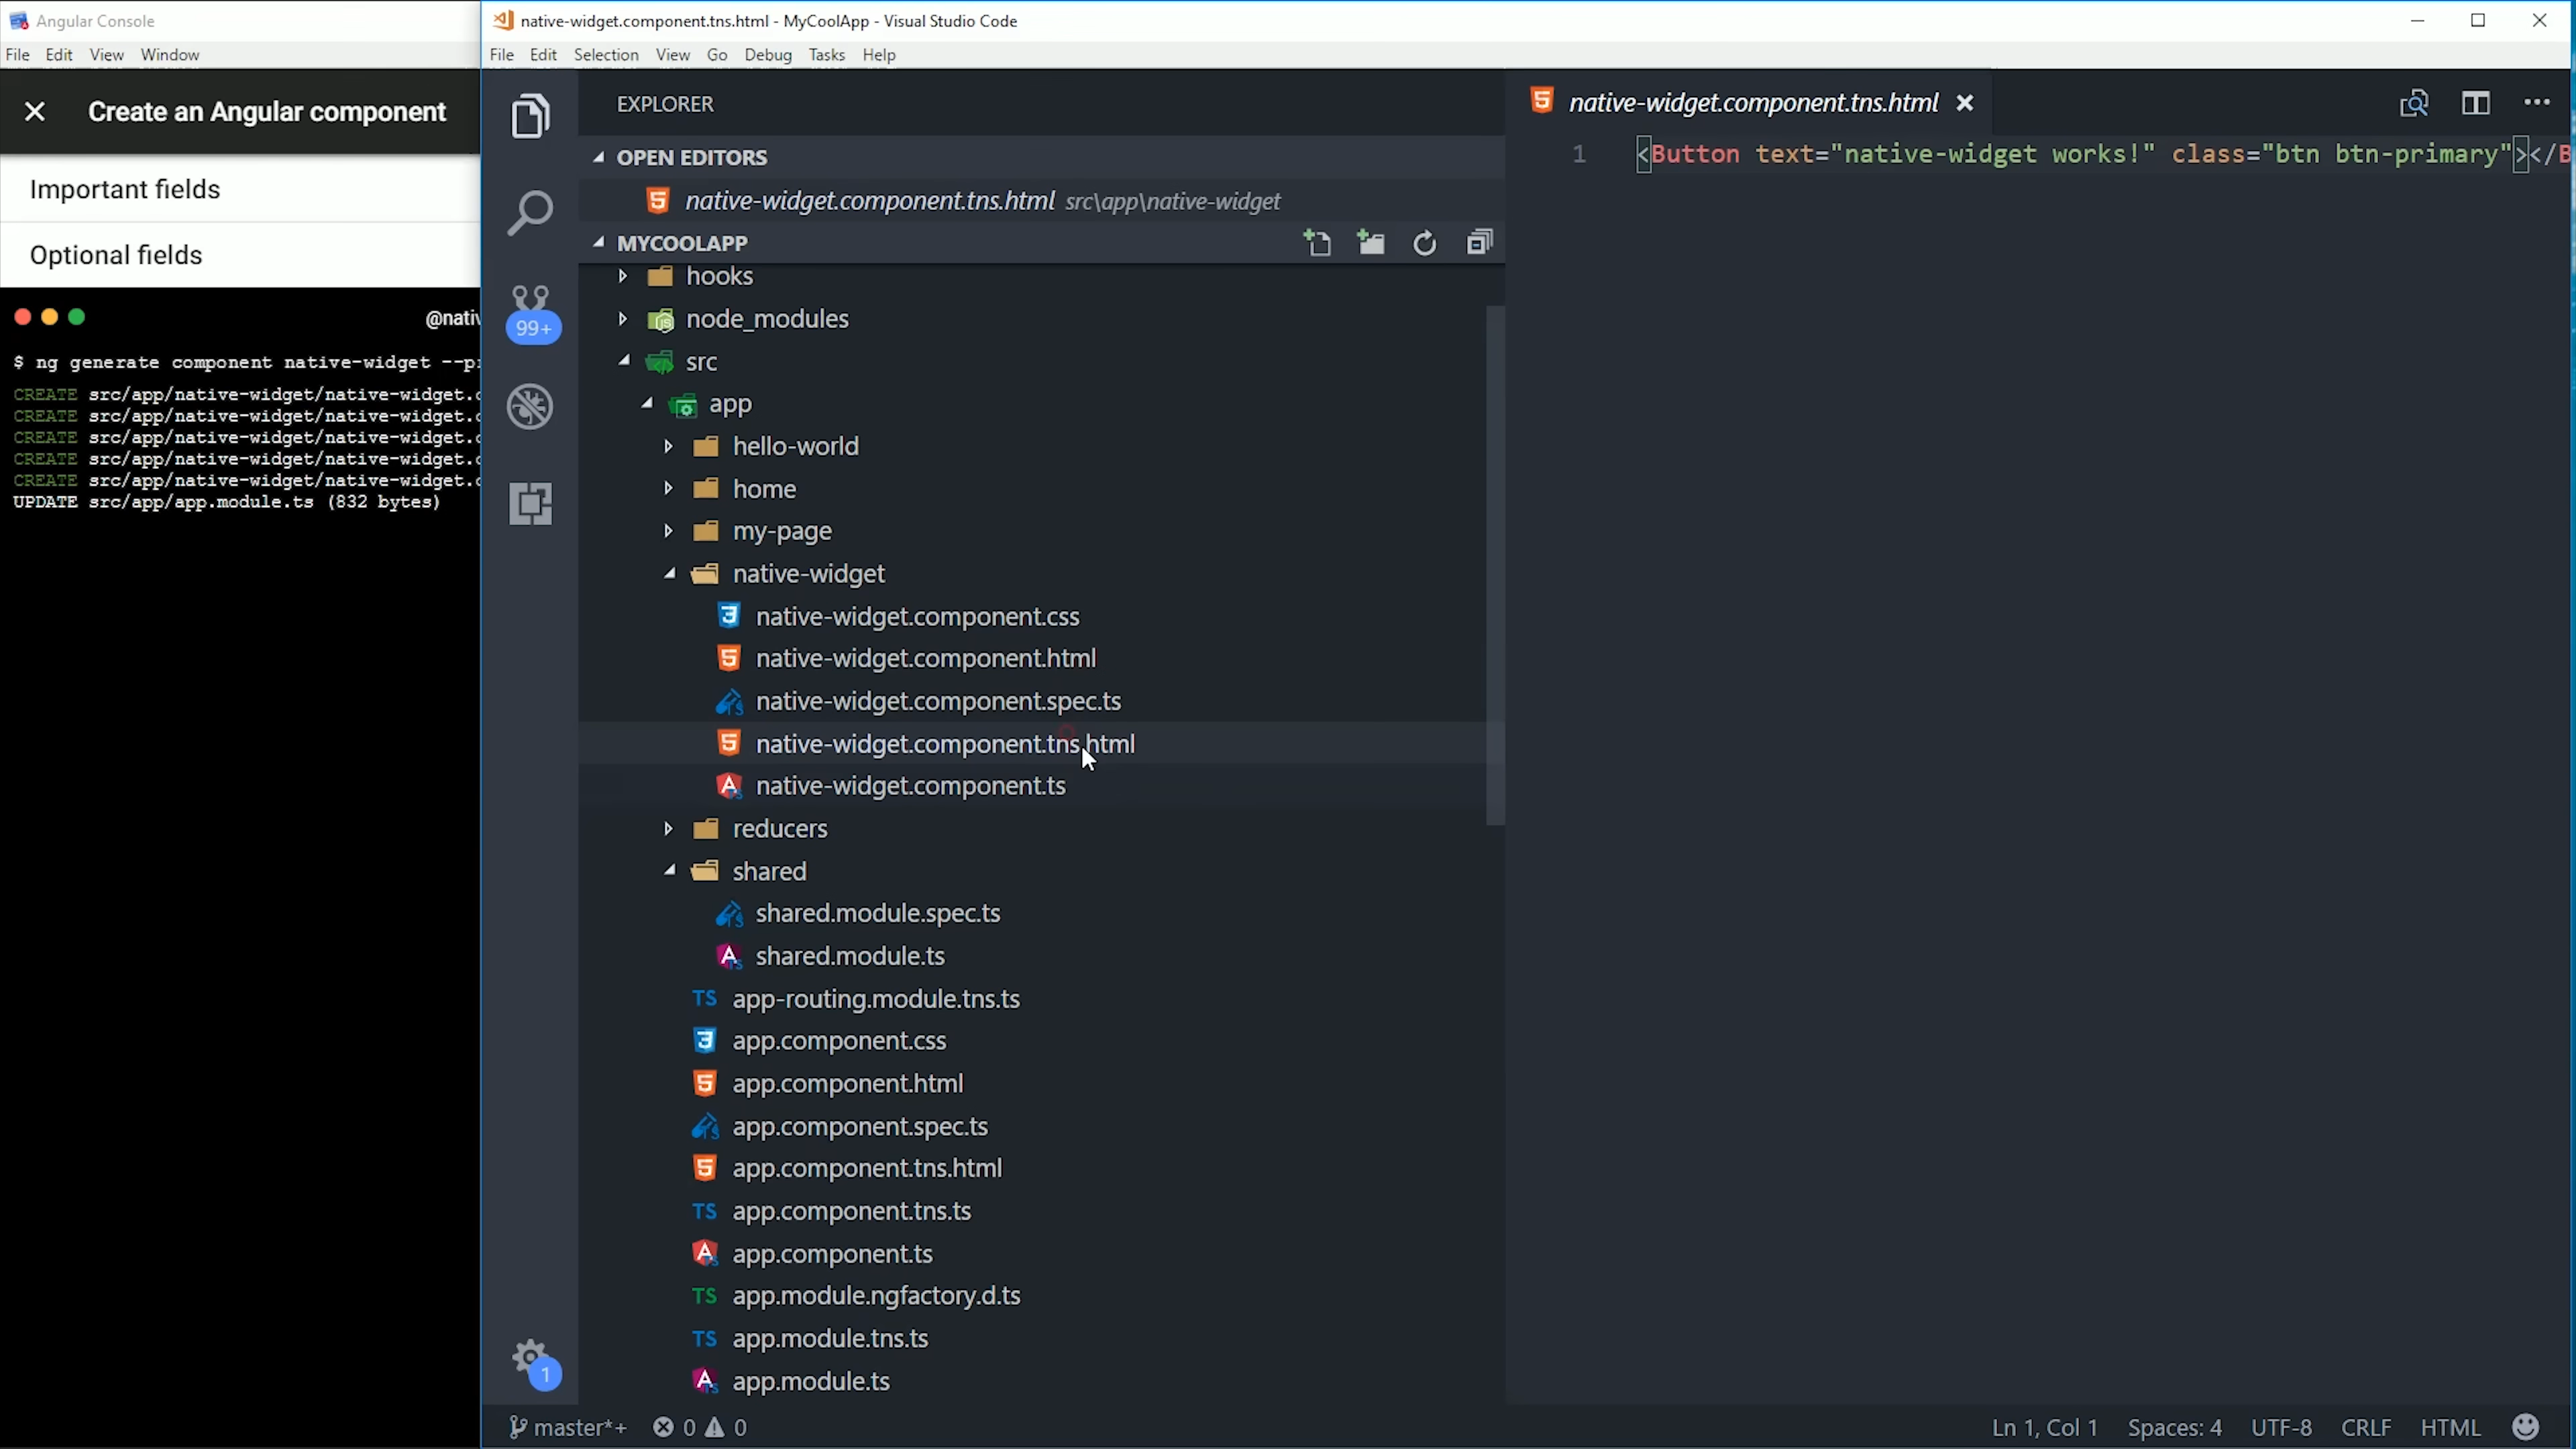 Angular Console
File Edit View Window
Create an Angular component
Important fields
Optional fields
@nativ
$ ng generate component native-widget --p
CREATE src/app/native-widget/native-widget.c
CREATE src/app/native-widget/native-widget.c
CREATE src/app/native-widget/native-widget.c
CREATE src/app/native-widget/native-widget.c
CREATE src/app/native-widget/native-widget.c
UPDATE src/app/app.module.ts (832 bytes)
native-widget.component.tns.html - MyCoolApp - Visual Studio Code
File Edit Selection View Go Debug Tasks Help
99+
1
EXPLORER
OPEN EDITORS
native-widget.component.tns.html src\app\native-widget
MYCOOLAPP
hooks
node_modules
src
app
hello-world
home
my-page
native-widget
native-widget.component.css
native-widget.component.html
native-widget.component.spec.ts
native-widget.component.tns.html
native-widget.component.ts
reducers
shared
shared.module.spec.ts
shared.module.ts
TS app-routing.module.tns.ts
app.component.css
app.component.html
app.component.spec.ts
app.component.tns.html
TS app.component.tns.ts
app.component.ts
TS app.module.ngfactory.d.ts
TS app.module.tns.ts
app.module.ts
native-widget.component.tns.html
1 <Button text="native-widget works!" class="btn btn-primary"></B
master*+ 0 0
Ln 1, Col 1 Spaces: 4 UTF-8 CRLF HTML